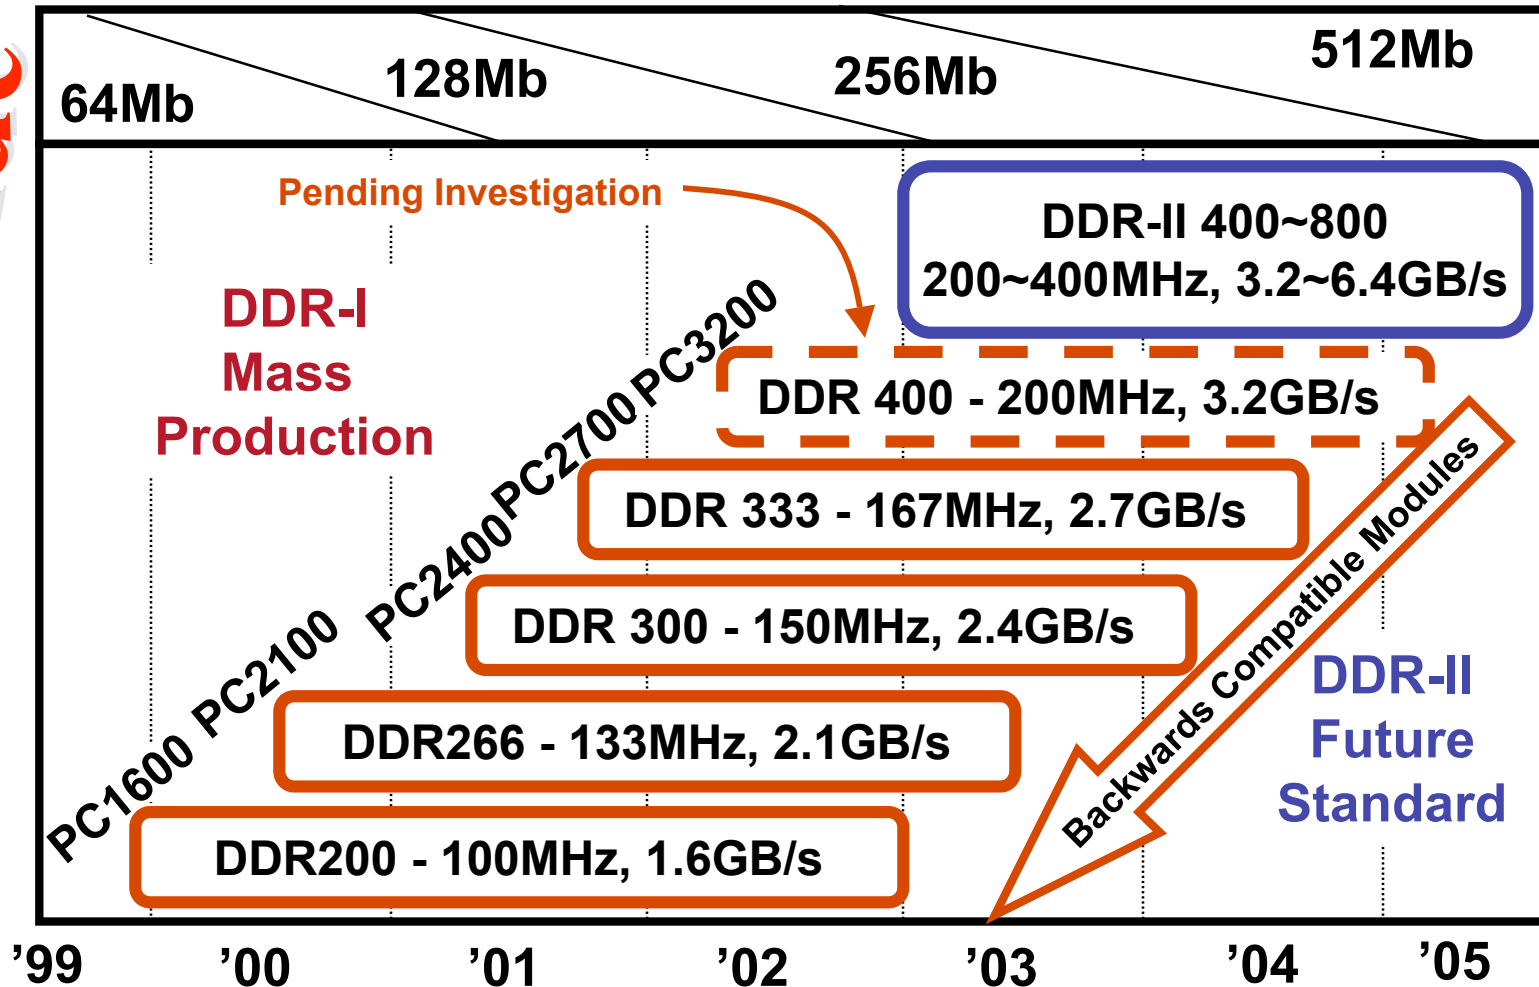 64Mb
128Mb
256Mb
512Mb
Pending Investigation
DDR-II 400~800
200~400MHz, 3.2~6.4GB/s
DDR-I
Mass
Production
PC3200
DDR 400 - 200MHz, 3.2GB/s
PC2700
DDR 333 - 167MHz, 2.7GB/s
PC2400
DDR 300 - 150MHz, 2.4GB/s
PC2100
DDR266 - 133MHz, 2.1GB/s
PC1600
DDR200 - 100MHz, 1.6GB/s
Backwards Compatible Modules
DDR-II
Future
Standard
’99 ’00 ’01 ’02 ’03 ’04 ’05